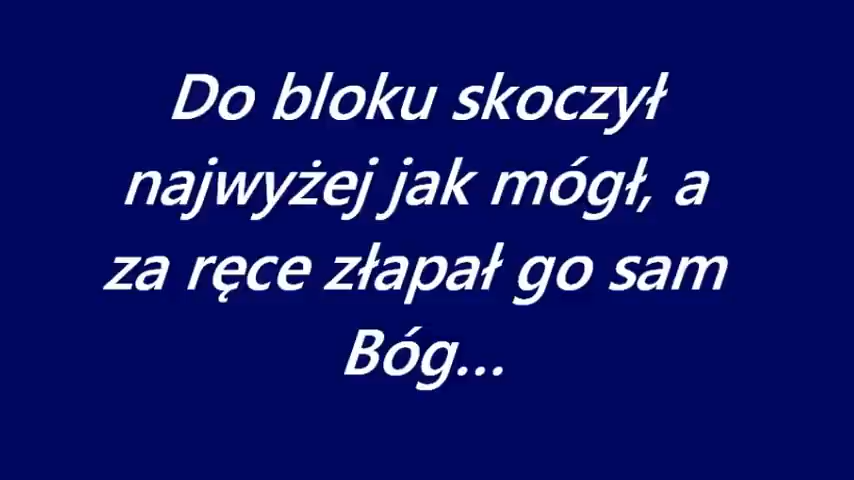 Do bloku skoczył
najwyżej jak mógł, a
za ręce złapał go sam
Bóg...